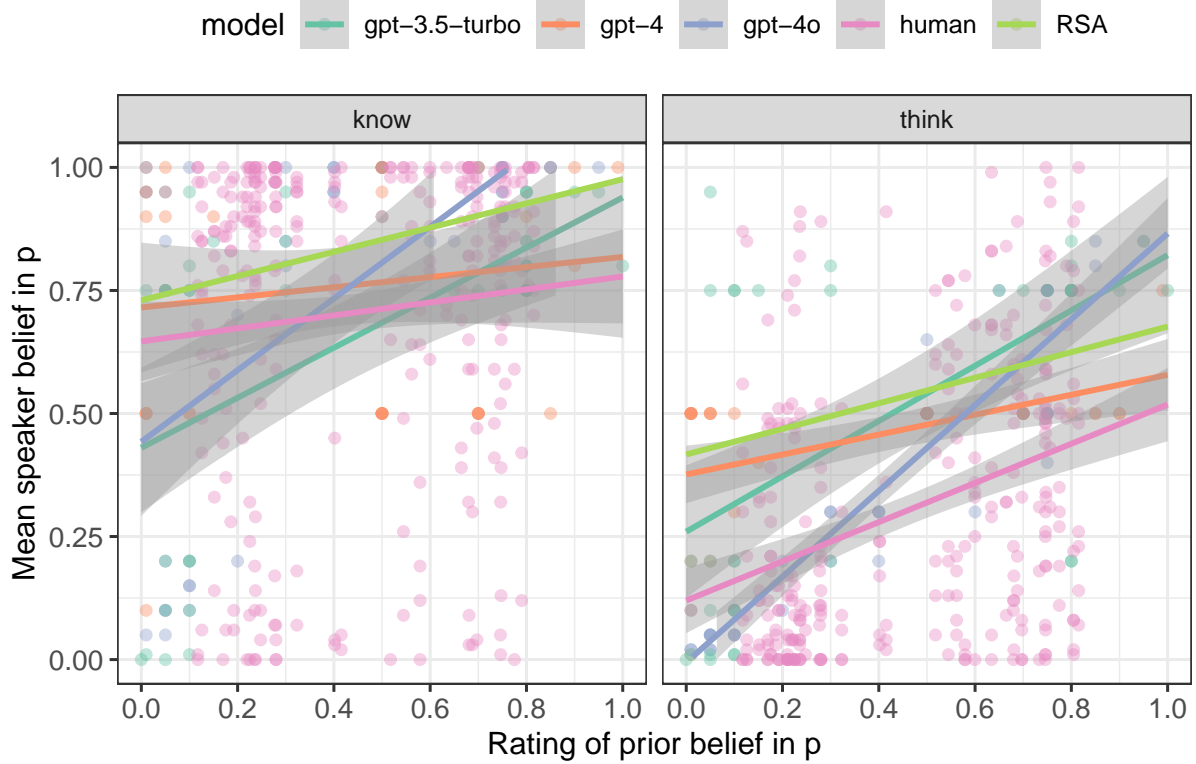 model gpt−3.5−turbo gpt−4 gpt−4o human RSA
know think
1.00
0.75
0.50
0.25
0.00
Mean speaker belief in p
0.0 0.2 0.4 0.6 0.8 1.0 0.0 0.2 0.4 0.6 0.8 1.0
Rating of prior belief in p